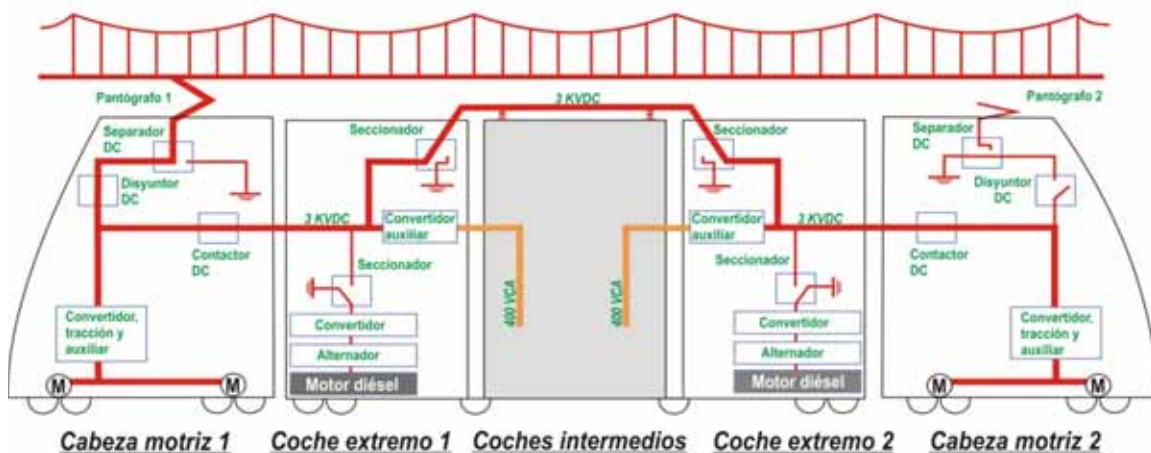 Pantógrafo 1
3 KVDC
Pantógrafo 2
Separador
DC
Seccionador
Seccionador
Separador
DC
Disyuntor
DC
Disyuntor
DC
3 KVDC
Convertidor
auxiliar
Convertidor
auxiliar
3 KVDC
Contactor
DC
Seccionador
Seccionador
Contactor
DC
400 VCA
400 VCA
Convertidor,
tracción y
auxiliar
Convertidor
Alternador
Motor diésel
Convertidor
Alternador
Motor diésel
Convertidor,
tracción y
auxiliar
M
M
M
M
Cabeza motriz 1
Coche extremo 1
Coches intermedios
Coche extremo 2
Cabeza motriz 2